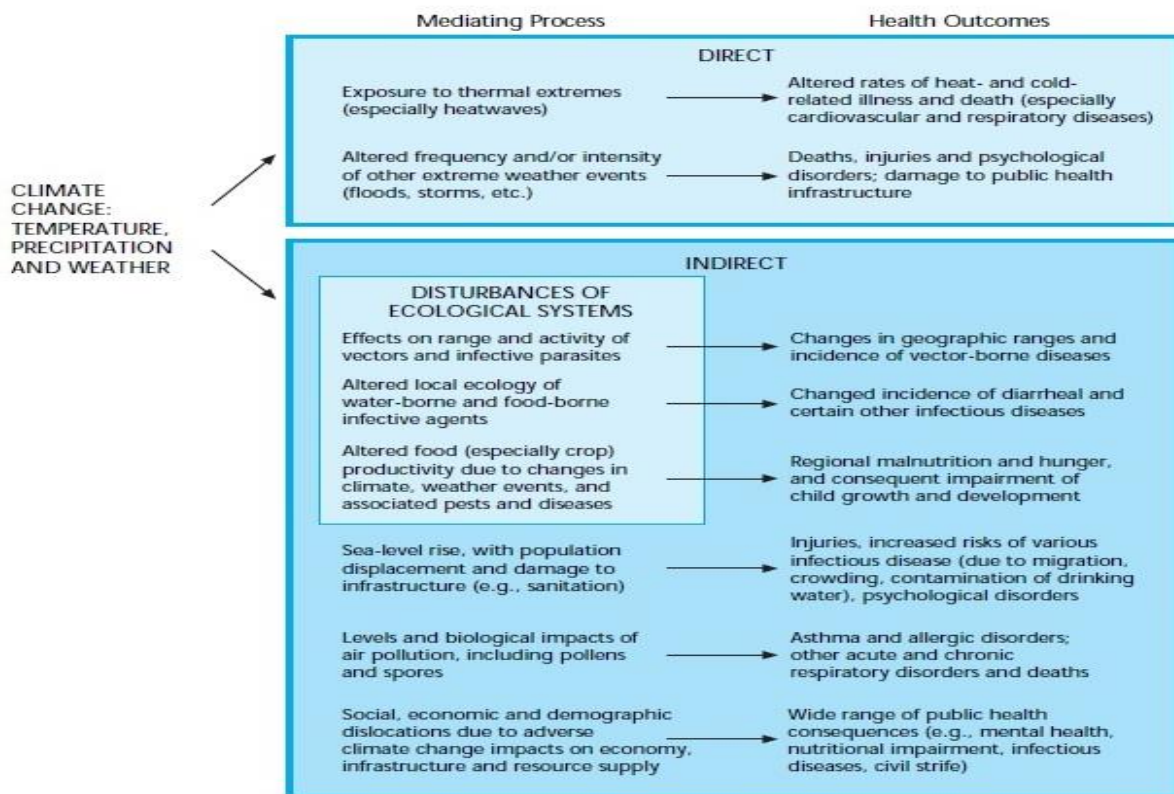 Mediating Process
Health Outcomes
DIRECT
Exposure to thermal extremes
(especially heatwaves)
Altered rates of heat- and cold-
related illness and death (especially
cardiovascular and respiratory diseases)
Altered frequency and/or intensity
of other extreme weather events
(floods, storms, etc.)
Deaths, injuries and psychological
disorders; damage to public health
infrastructure
CLIMATE
CHANGE:
TEMPERATURE,
PRECIPITATION
AND WEATHER
INDIRECT
DISTURBANCES OF
ECOLOGICAL SYSTEMS
Effects on range and activity of
vectors and infective parasites
Changes in geographic ranges and
incidence of vector-borne diseases
Altered local ecology of
water-borne and food-borne
infective agents
Changed incidence of diarrheal and
certain other infectious diseases
Altered food (especially crop)
productivity due to changes in
climate, weather events, and
associated pests and diseases
Regional malnutrition and hunger,
and consequent impairment of
child growth and development
Sea-level rise, with population
displacement and damage to
infrastructure (e.g., sanitation)
Injuries, increased risks of various
infectious disease (due to migration,
crowding, contamination of drinking
water), psychological disorders
Levels and biological impacts of
air pollution, including pollens
and spores
Asthma and allergic disorders;
other acute and chronic
respiratory disorders and deaths
Social, economic and demographic
dislocations due to adverse
climate change impacts on economy,
infrastructure and resource supply
Wide range of public health
consequences (e.g., mental health,
nutritional impairment, infectious
diseases, civil strife)